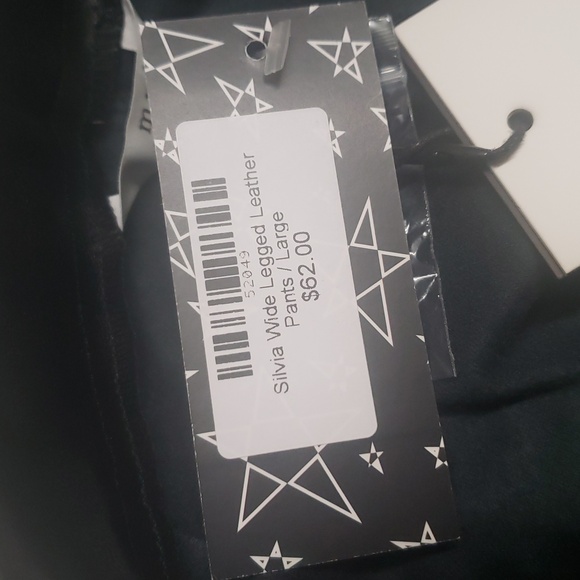 52049
Silvia Wide Legged Leather
Pants / Large
$62.00